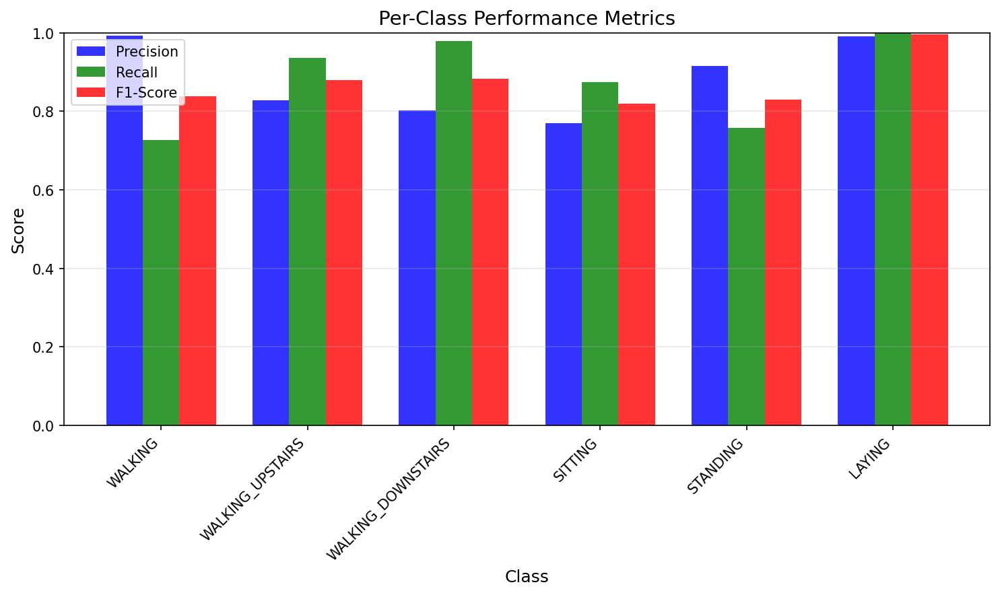 Per-Class Performance Metrics
1.0
0.8
0.6
0.4
0.2
0.0
Score
Precision
Recall
F1-Score
WALKING
WALKING_UPSTAIRS
WALKING_DOWNSTAIRS
SITTING
STANDING
LAYING
Class